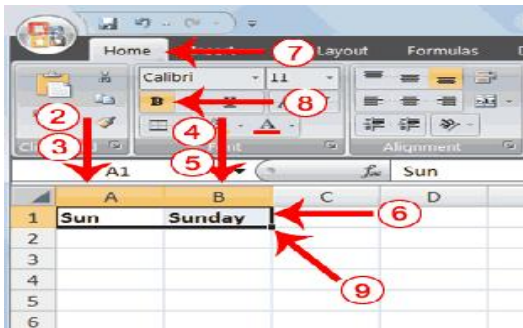 Home Layout Formulas
7
Calibri 11
2 B 8
4
3 A
Alignment
A1 5 Sun
A B C D
1 Sun Sunday 6
2
3
4
5 9
6